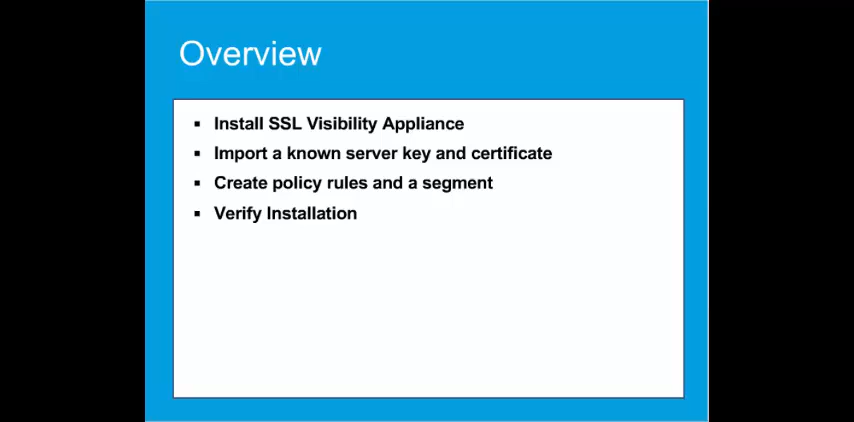 Overview
▪ Install SSL Visibility Appliance
▪ Import a known server key and certificate
▪ Create policy rules and a segment
▪ Verify Installation